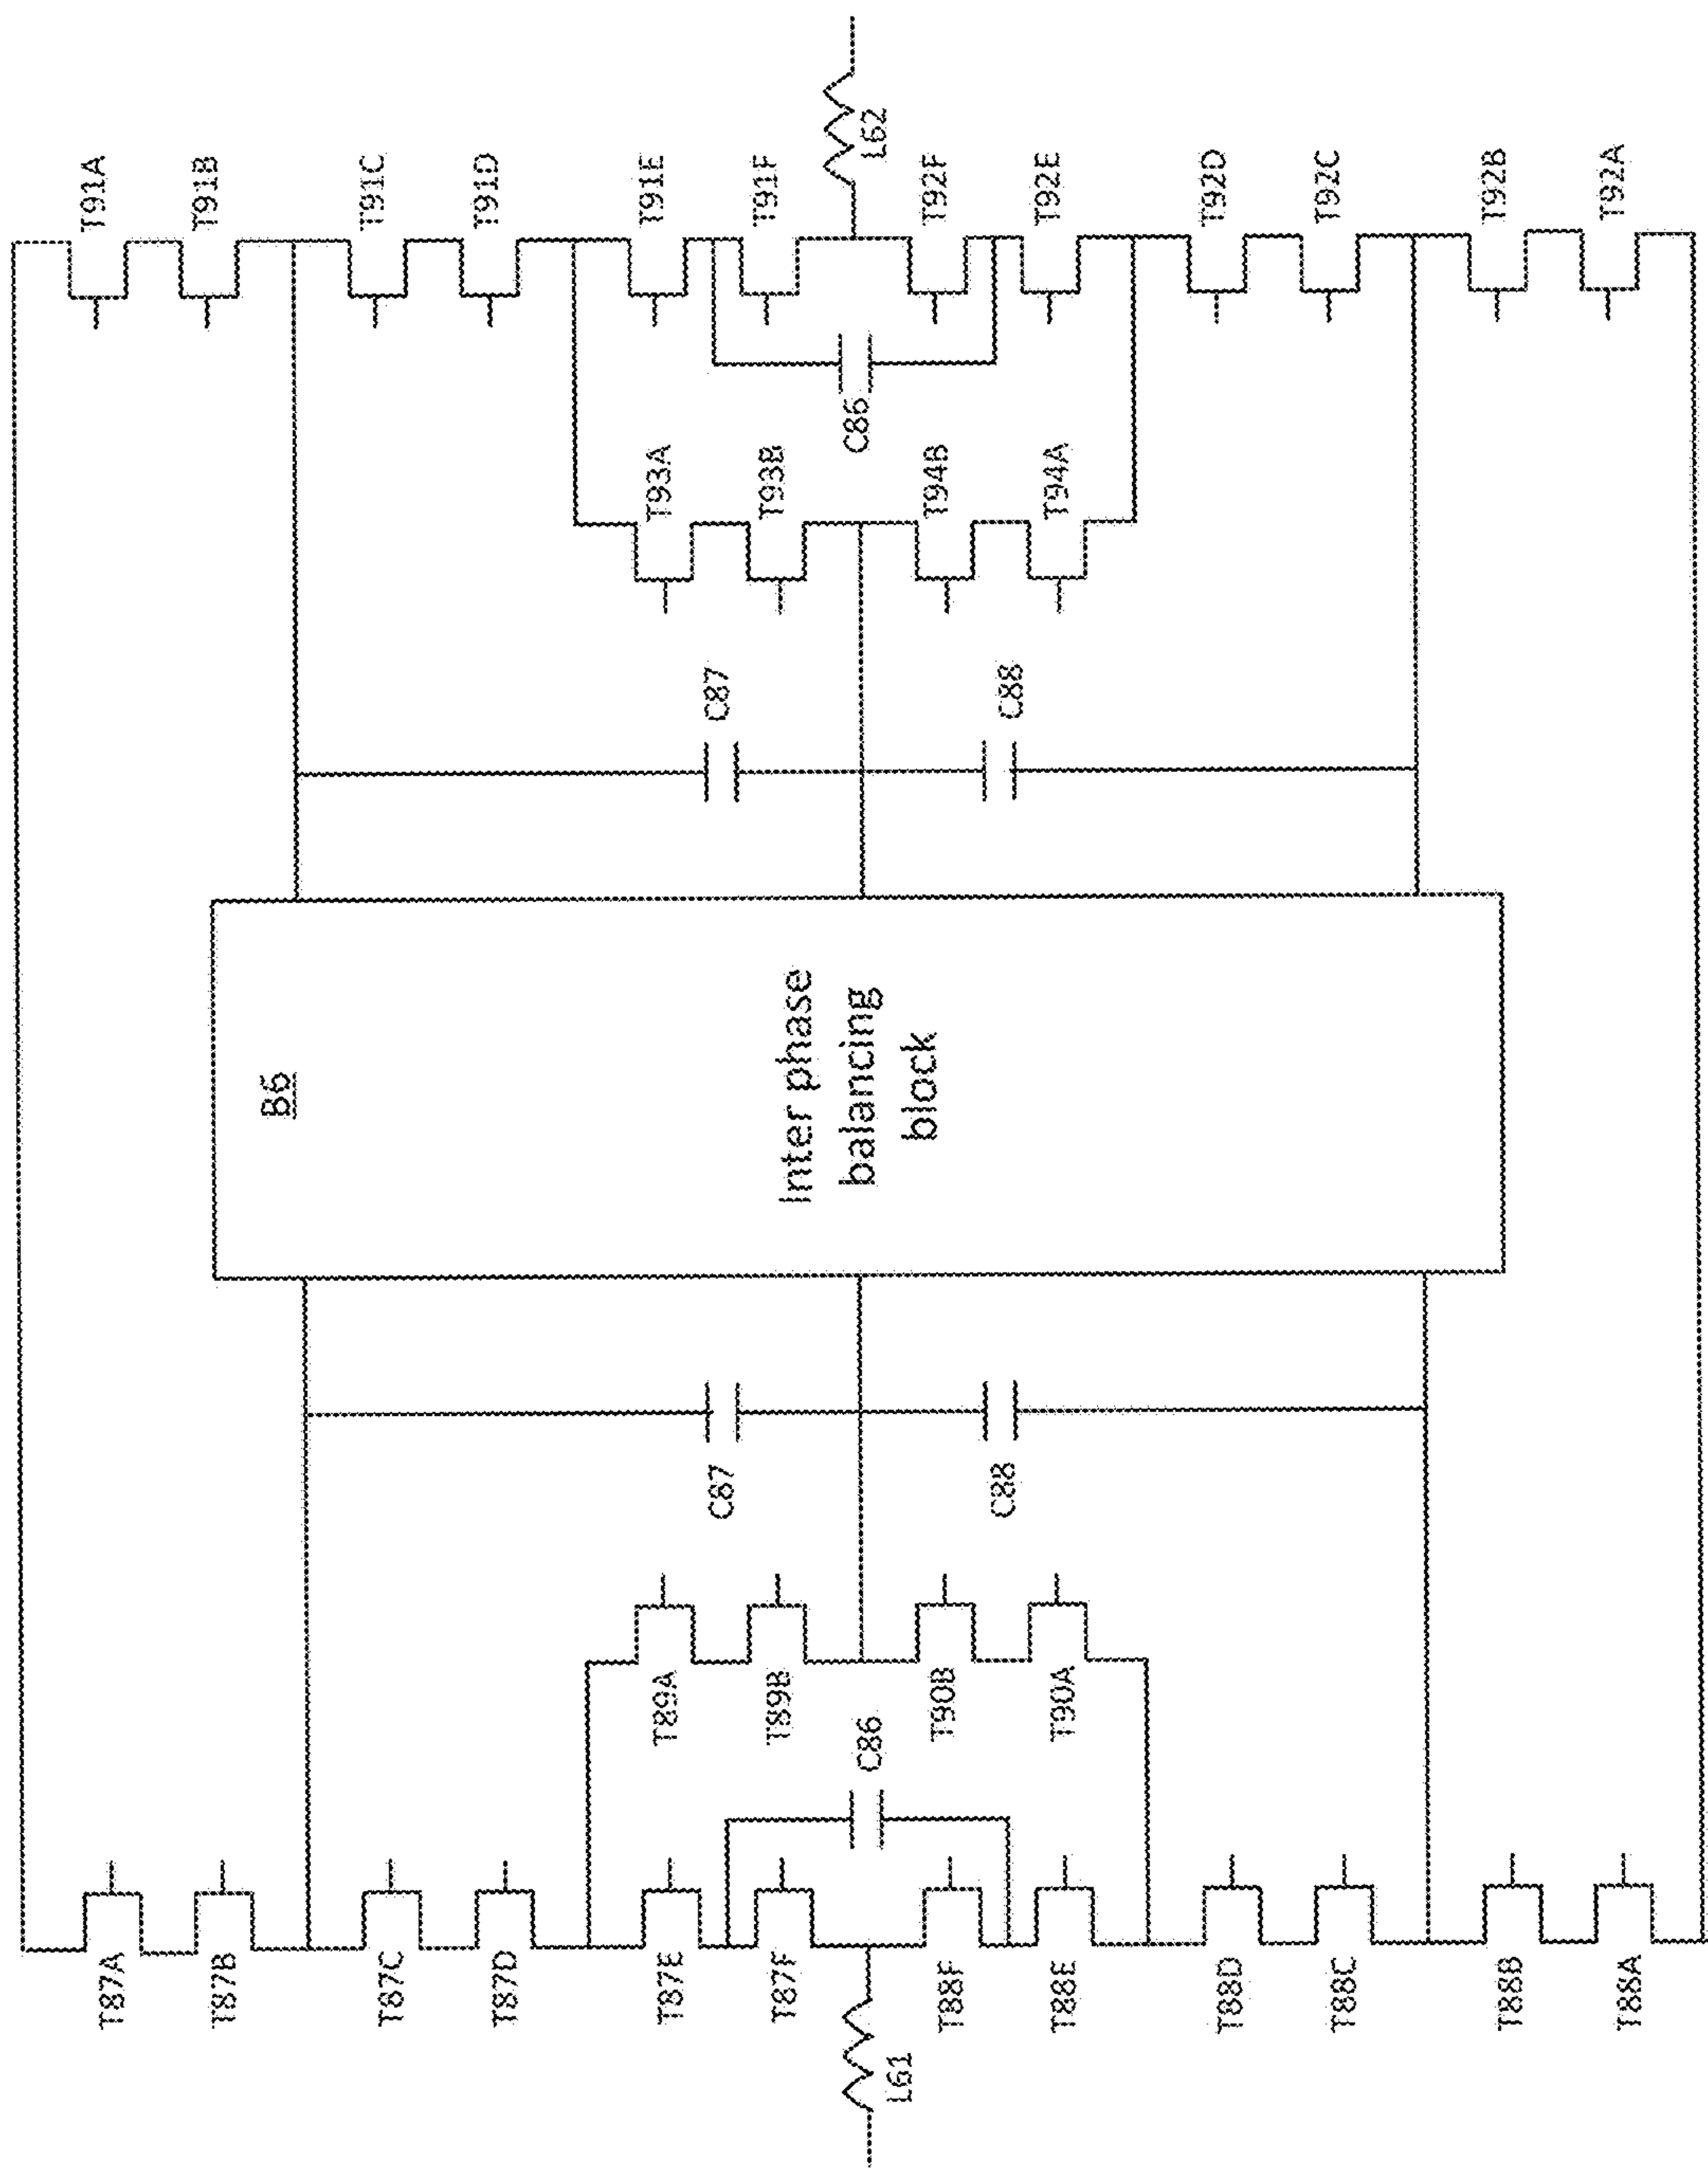 T87A
T91A
T87B
T91B
B6
T87C
T91C
T87D
T91D
T87E
T89A
T93A
T91E
C87
C87
T87F
T89B
T93B
T91F
Inter phase
balancing
block
L61
C86
C86
L62
T88F
T90B
T94B
T92F
C88
C88
T88E
T90A
T94A
T92E
T88D
T92D
T88C
T92C
T88B
T92B
T88A
T92A